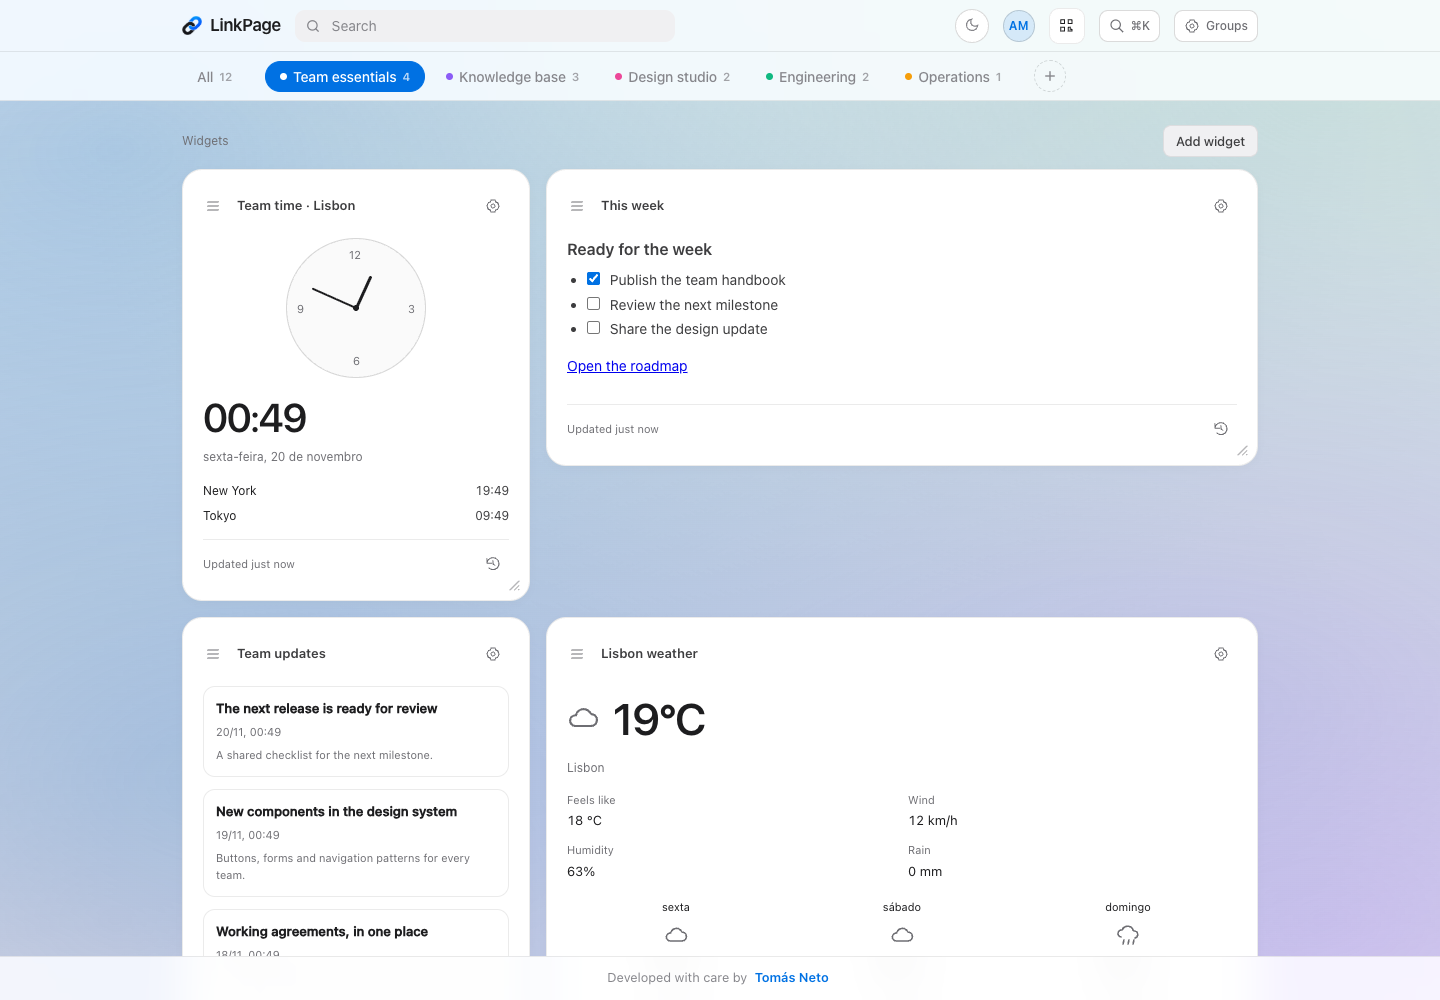 LinkPage
Search
AM
⌘K
Groups
All 12
Team essentials 4
Knowledge base 3
Design studio 2
Engineering 2
Operations 1
+
Widgets
Add widget
Team time · Lisbon
12
9
3
6
00:49
sexta-feira, 20 de novembro
New York 19:49
Tokyo 09:49
Updated just now
This week
Ready for the week
Publish the team handbook
Review the next milestone
Share the design update
Open the roadmap
Updated just now
Team updates
The next release is ready for review
20/11, 00:49
A shared checklist for the next milestone.
New components in the design system
19/11, 00:49
Buttons, forms and navigation patterns for every
team.
Working agreements, in one place
18/11, 00:49
Lisbon weather
19°C
Lisbon
Feels like
18 °C
Wind
12 km/h
Humidity
63%
Rain
0 mm
sexta
sábado
domingo
Developed with care by Tomás Neto